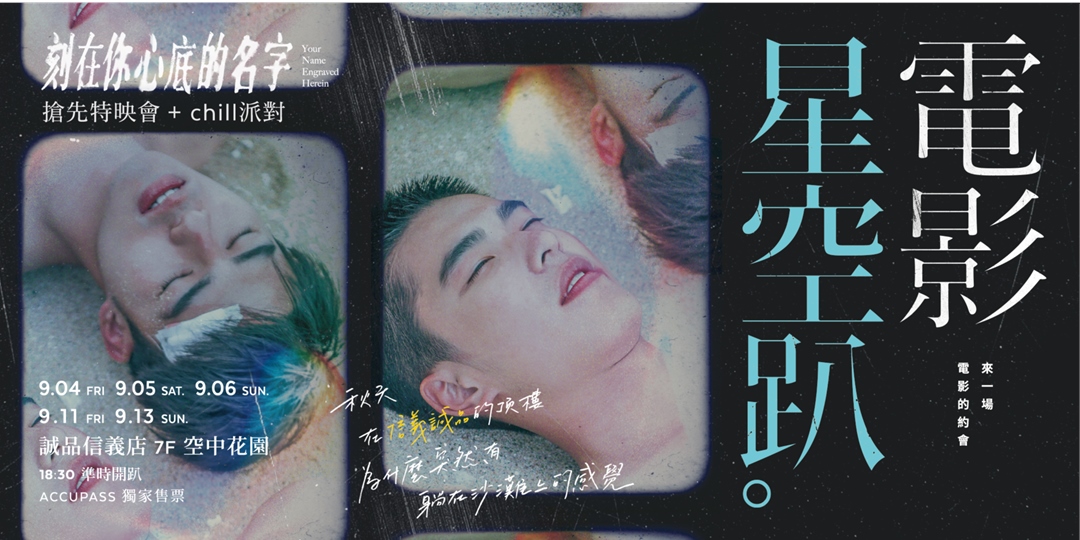 刻在你心底的名字
Your
Name
Engraved
Herein
搶先特映會 + chill派對
電影
星空趴。
來一場
電影的約會
9.04 FRI 9.05 SAT. 9.06 SUN.
9.11 FRI 9.13 SUN.
誠品信義店 7F 空中花園
18:30 準時開趴
ACCUPASS 獨家售票
秋天
在信義誠品的頂樓
為什麼突然有
躺在沙灘上的感覺